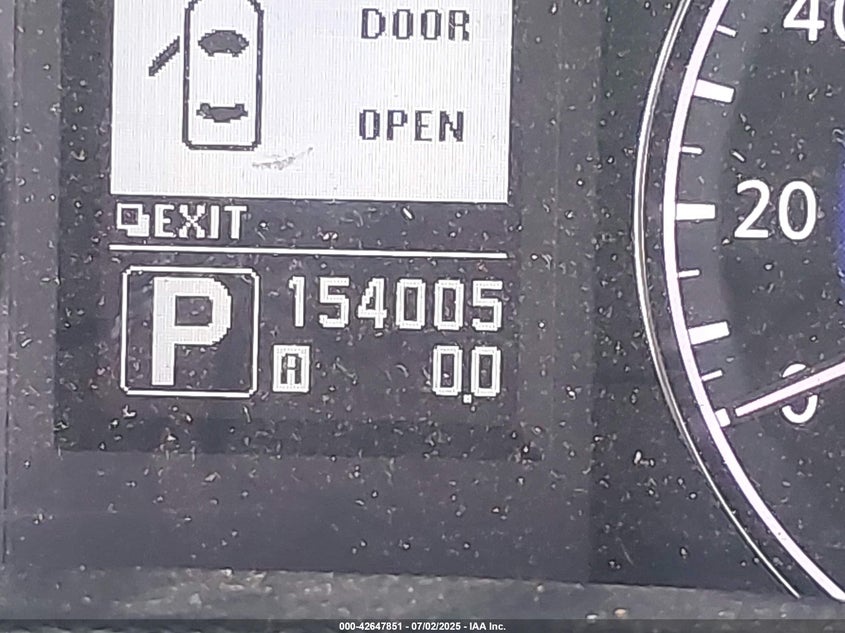 DOOR
OPEN
EXIT
P 154005
A 0.0
40
20
0
000-42647851 - 07/02/2025 - IAA Inc.